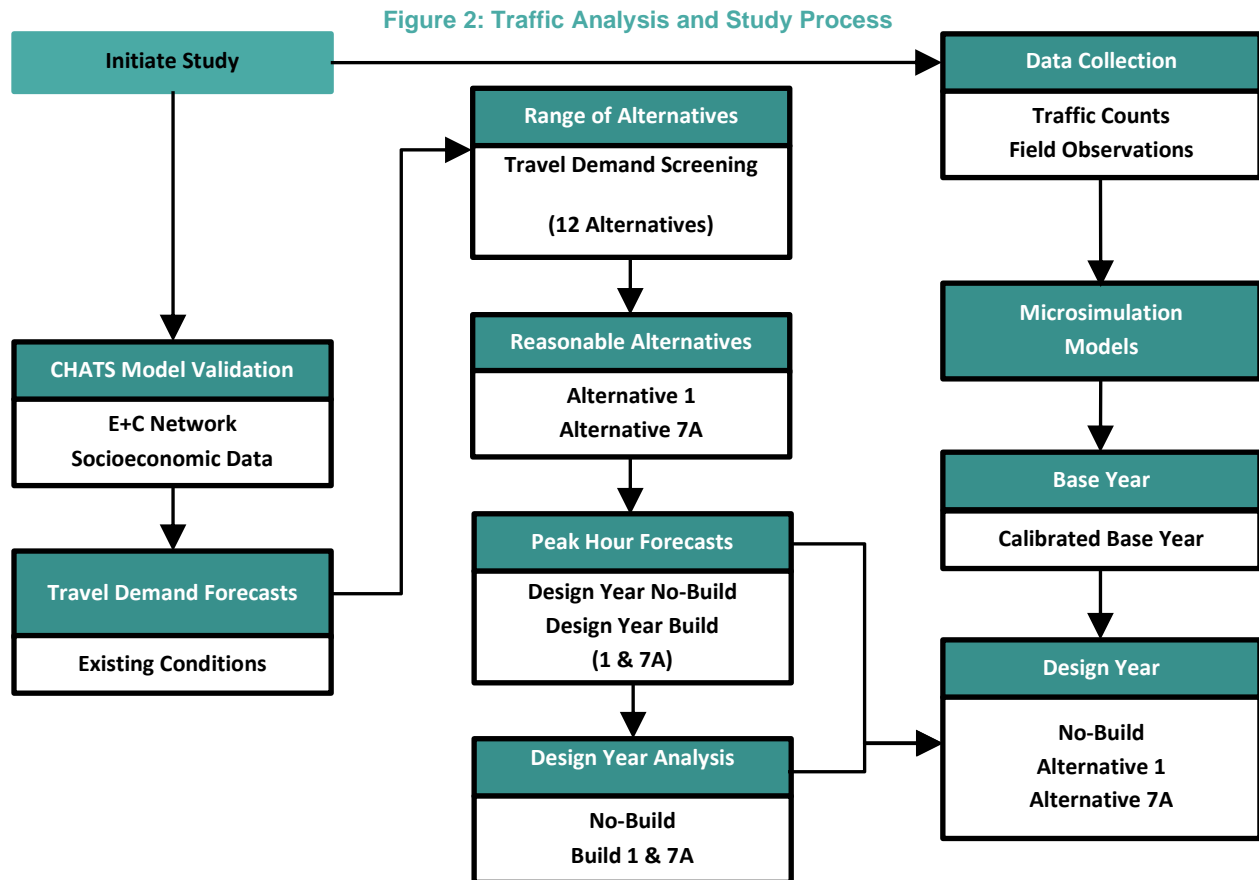 Figure 2: Traffic Analysis and Study Process
Initiate Study
CHATS Model Validation
E+C Network
Socioeconomic Data
Travel Demand Forecasts
Existing Conditions
Range of Alternatives
Travel Demand Screening
(12 Alternatives)
Reasonable Alternatives
Alternative 1
Alternative 7A
Peak Hour Forecasts
Design Year No-Build
Design Year Build
(1 & 7A)
Design Year Analysis
No-Build
Build 1 & 7A
Data Collection
Traffic Counts
Field Observations
Microsimulation
Models
Base Year
Calibrated Base Year
Design Year
No-Build
Alternative 1
Alternative 7A